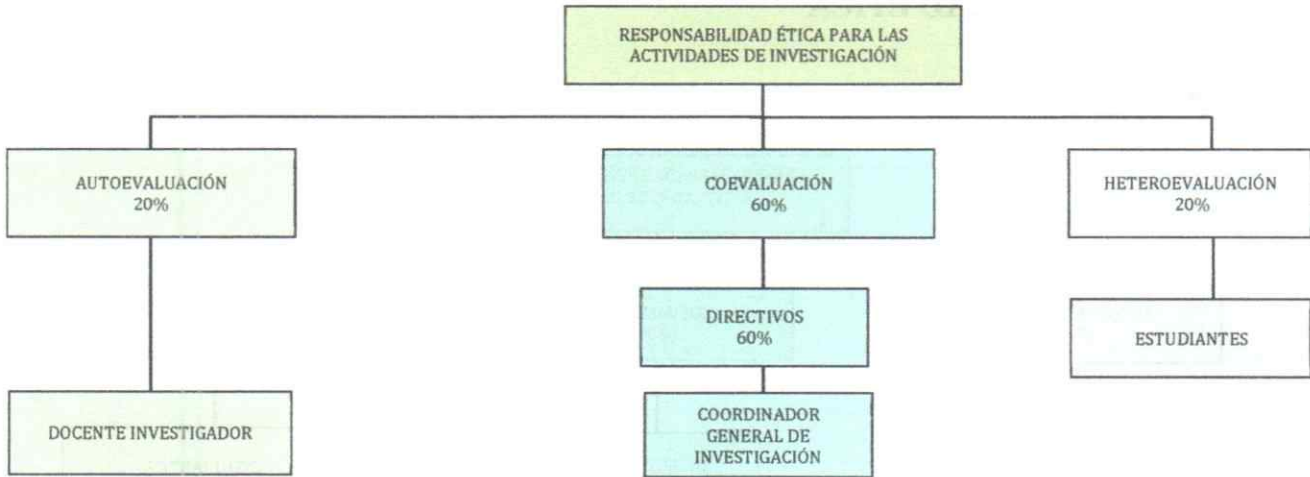 RESPONSABILIDAD ÉTICA PARA LAS
ACTIVIDADES DE INVESTIGACIÓN
AUTOEVALUACIÓN
20%
COEVALUACIÓN
60%
HETEROEVALUACIÓN
20%
DIRECTIVOS
60%
ESTUDIANTES
DOCENTE INVESTIGADOR
COORDINADOR
GENERAL DE
INVESTIGACIÓN